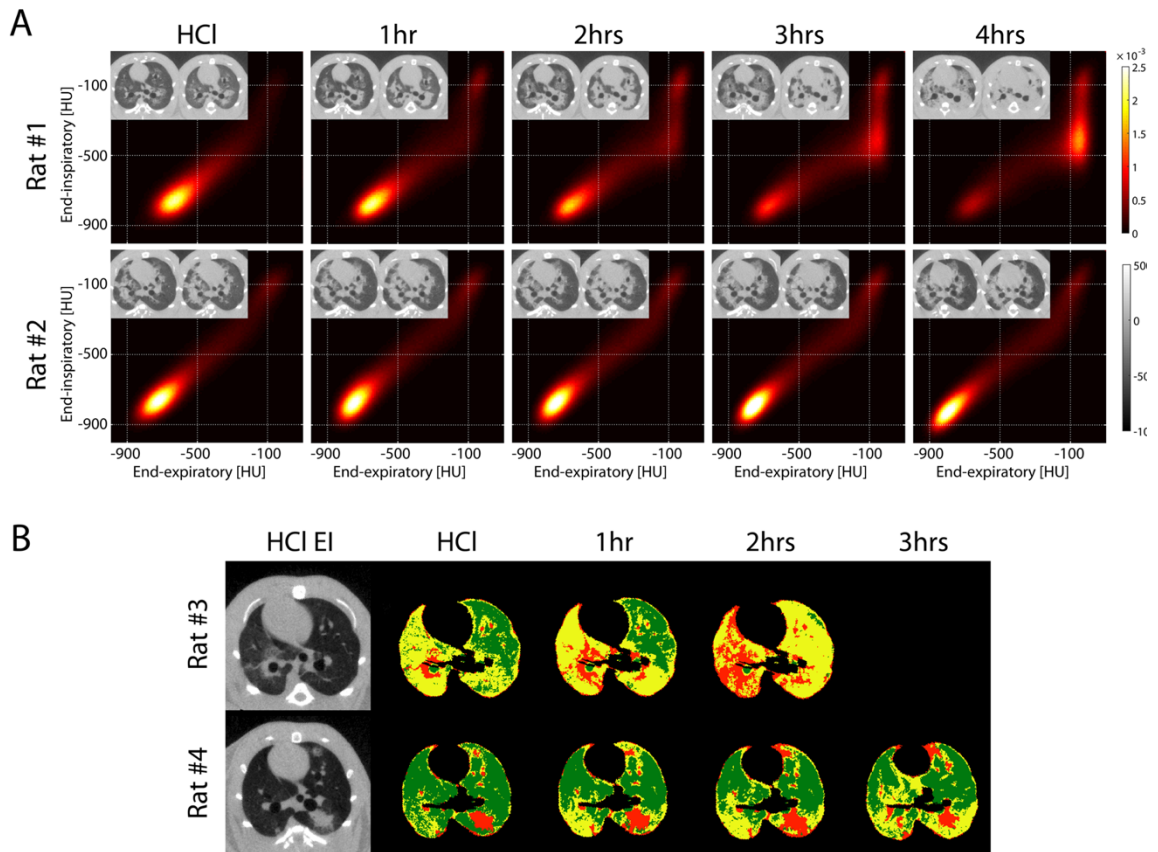 A
HCl 1hr 2hrs 3hrs 4hrs
Rat #1
End-inspiratory [HU]
-100
-500
-900
× 10-3
2.5
2
1.5
1
0.5
0
Rat #2
End-inspiratory [HU]
-100
-500
-900
500
0
-50
-10
-900 -500 -100 -900 -500 -100 -900 -500 -100 -900 -500 -100 -900 -500 -100
End-expiratory [HU] End-expiratory [HU] End-expiratory [HU] End-expiratory [HU] End-expiratory [HU]
B
HCl EI HCl 1hr 2hrs 3hrs
Rat #3
Rat #4